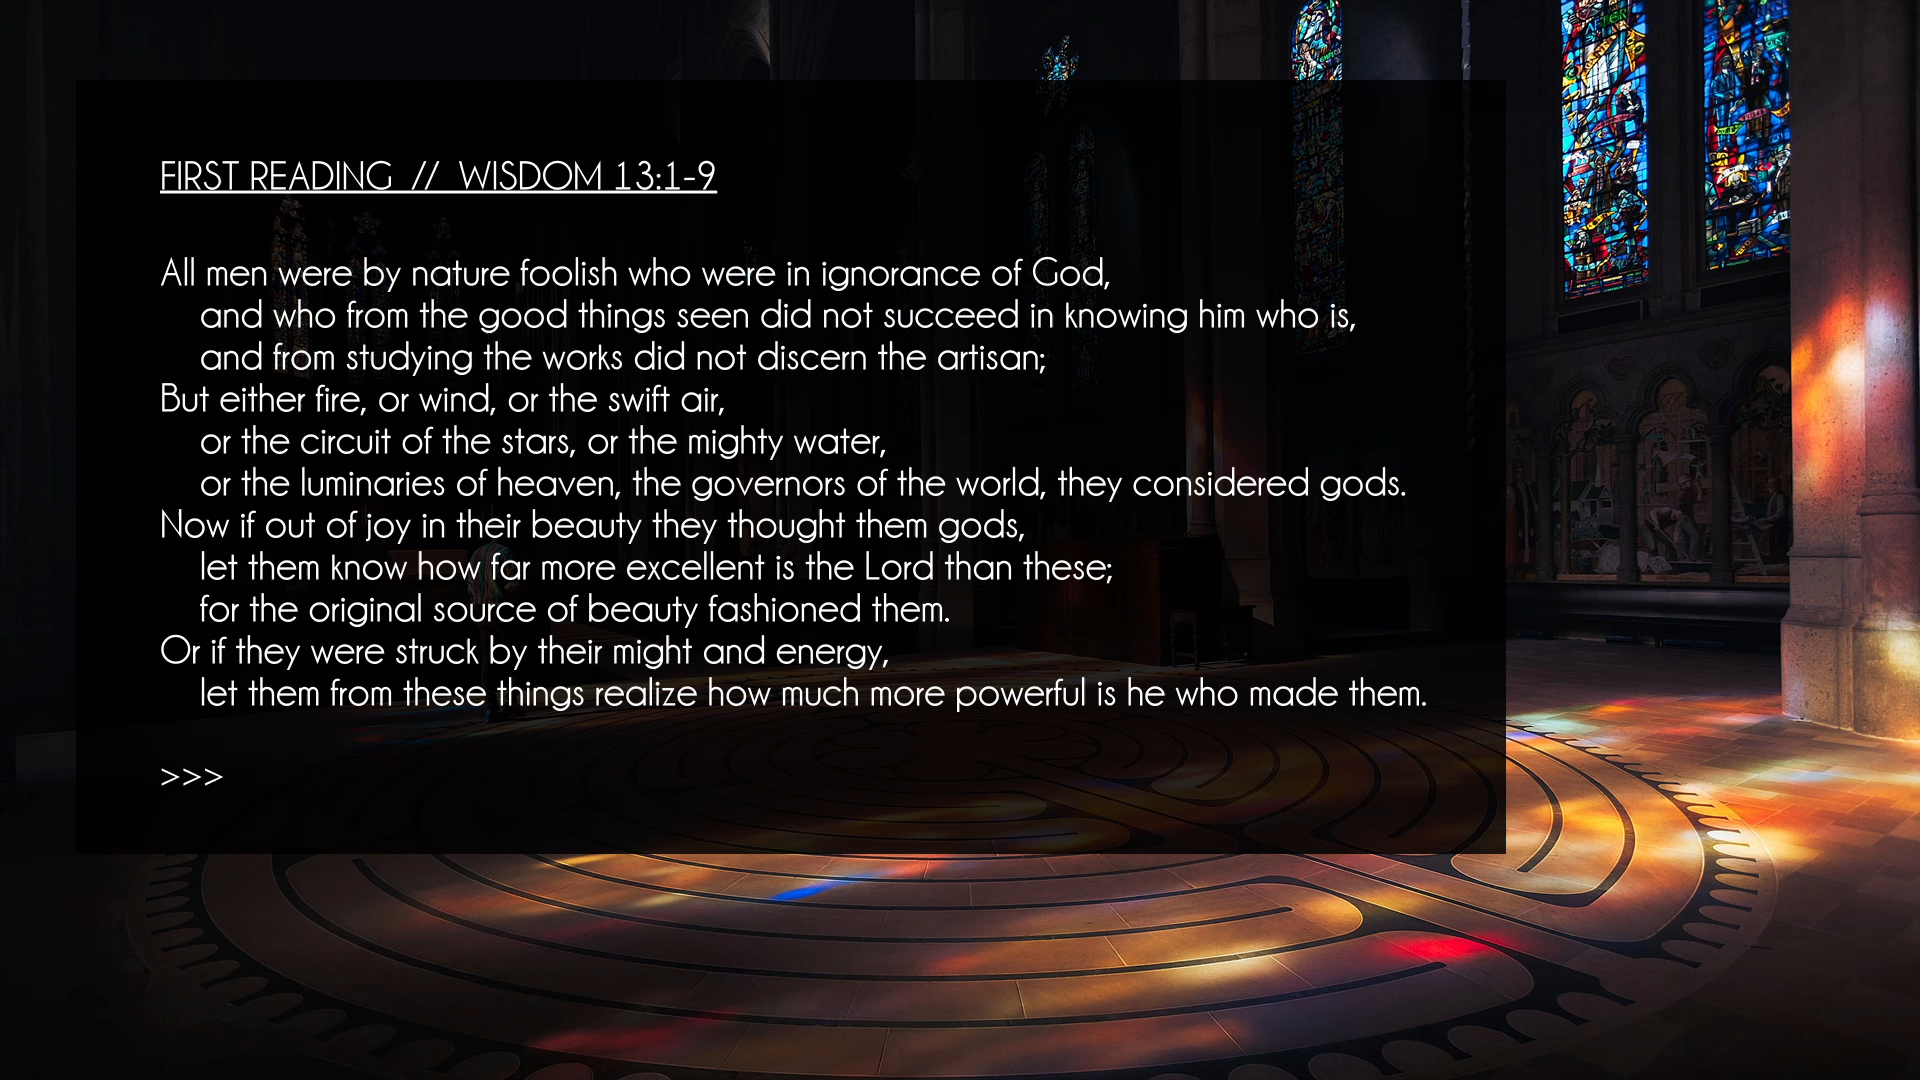 FIRST READING // WISDOM 13:1-9
All men were by nature foolish who were in ignorance of God,
and who from the good things seen did not succeed in knowing him who is,
and from studying the works did not discern the artisan;
But either fire, or wind, or the swift air,
or the circuit of the stars, or the mighty water,
or the luminaries of heaven, the governors of the world, they considered gods.
Now if out of joy in their beauty they thought them gods,
let them know how far more excellent is the Lord than these;
for the original source of beauty fashioned them.
Or if they were struck by their might and energy,
let them from these things realize how much more powerful is he who made them.
>>>